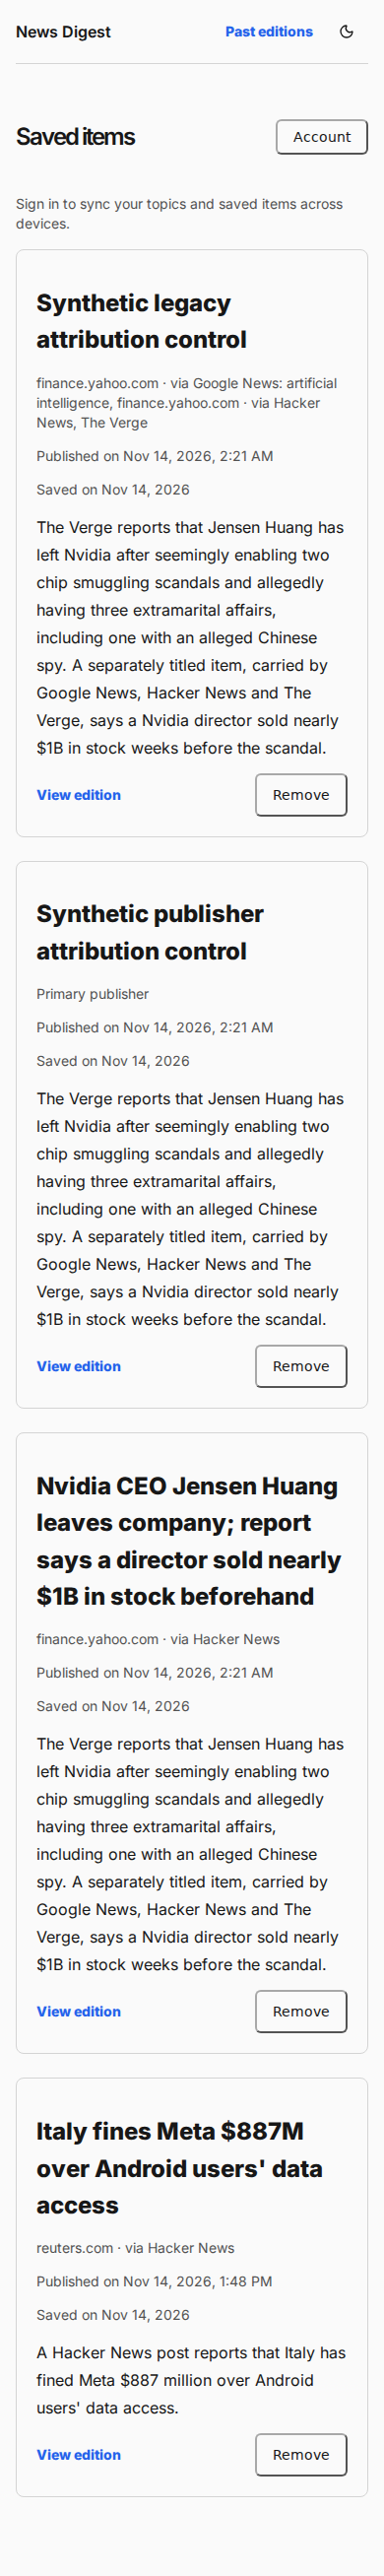 News Digest
Past editions
Saved items
Account
Sign in to sync your topics and saved items across
devices.
Synthetic legacy
attribution control
finance.yahoo.com · via Google News: artificial
intelligence, finance.yahoo.com · via Hacker
News, The Verge
Published on Nov 14, 2026, 2:21 AM
Saved on Nov 14, 2026
The Verge reports that Jensen Huang has
left Nvidia after seemingly enabling two
chip smuggling scandals and allegedly
having three extramarital affairs,
including one with an alleged Chinese
spy. A separately titled item, carried by
Google News, Hacker News and The
Verge, says a Nvidia director sold nearly
$1B in stock weeks before the scandal.
View edition
Remove
Synthetic publisher
attribution control
Primary publisher
Published on Nov 14, 2026, 2:21 AM
Saved on Nov 14, 2026
The Verge reports that Jensen Huang has
left Nvidia after seemingly enabling two
chip smuggling scandals and allegedly
having three extramarital affairs,
including one with an alleged Chinese
spy. A separately titled item, carried by
Google News, Hacker News and The
Verge, says a Nvidia director sold nearly
$1B in stock weeks before the scandal.
View edition
Remove
Nvidia CEO Jensen Huang
leaves company; report
says a director sold nearly
$1B in stock beforehand
finance.yahoo.com · via Hacker News
Published on Nov 14, 2026, 2:21 AM
Saved on Nov 14, 2026
The Verge reports that Jensen Huang has
left Nvidia after seemingly enabling two
chip smuggling scandals and allegedly
having three extramarital affairs,
including one with an alleged Chinese
spy. A separately titled item, carried by
Google News, Hacker News and The
Verge, says a Nvidia director sold nearly
$1B in stock weeks before the scandal.
View edition
Remove
Italy fines Meta $887M
over Android users' data
access
reuters.com · via Hacker News
Published on Nov 14, 2026, 1:48 PM
Saved on Nov 14, 2026
A Hacker News post reports that Italy has
fined Meta $887 million over Android
users' data access.
View edition
Remove